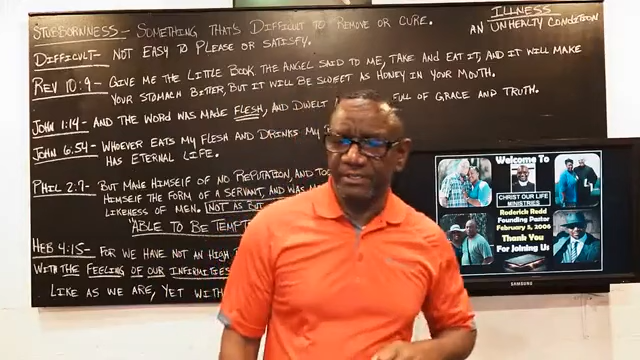 STUBBORNNESS- SOMETHING THAT'S DIFFICULT TO REMOVE OR CURE.
ILLNESS
AN UNHEALTY CONDITION
DIFFICULT- NOT EASY TO PLEASE OR SATISFY.
REV 10:9- GIVE ME THE LITTLE BOOK THE ANGEL SAID TO ME, TAKE AND EAT IT, AND IT WILL MAKE
YOUR STOMACH BITTER, BUT IT WILL BE SWEET AS HONEY IN YOUR MOUTH.
JOHN 1:14- AND THE WORD WAS MADE FLESH, AND DWELT FULL OF GRACE AND TRUTH.
JOHN 6:54- WHOEVER EATS MY FLESH AND DRINKS MY
HAS ETERNAL LIFE.
PHIL 2:7- BUT MADE HIMSELF OF NO REPUTATION, AND
HIMSELF THE FORM OF A SERVANT, AND WAS
LIKENESS OF MEN. NOT AS BUT
"ABLE TO BE
HEB 4:15- FOR WE HAVE NOT AN HIGH
WITH THE FEELING OF OUR INFIRMITIES
LIKE AS WE ARE, YET
Welcome To
CHRIST OUR LIFE
MINISTRIES
Roderick Redd
Founding Pastor
February 5, 2006
Thank You
For Joining Us
SAMSUNG